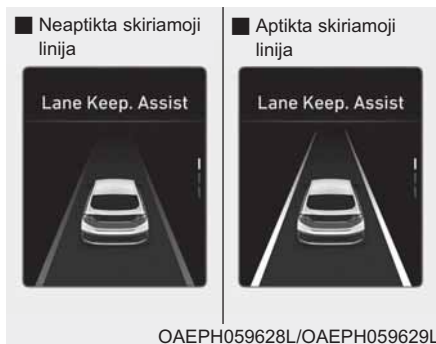 Neaptikta skiriamoji
linija
Lane Keep. Assist
Aptikta skiriamoji
linija
Lane Keep. Assist
OAEPH059628L/OAEPH059629L